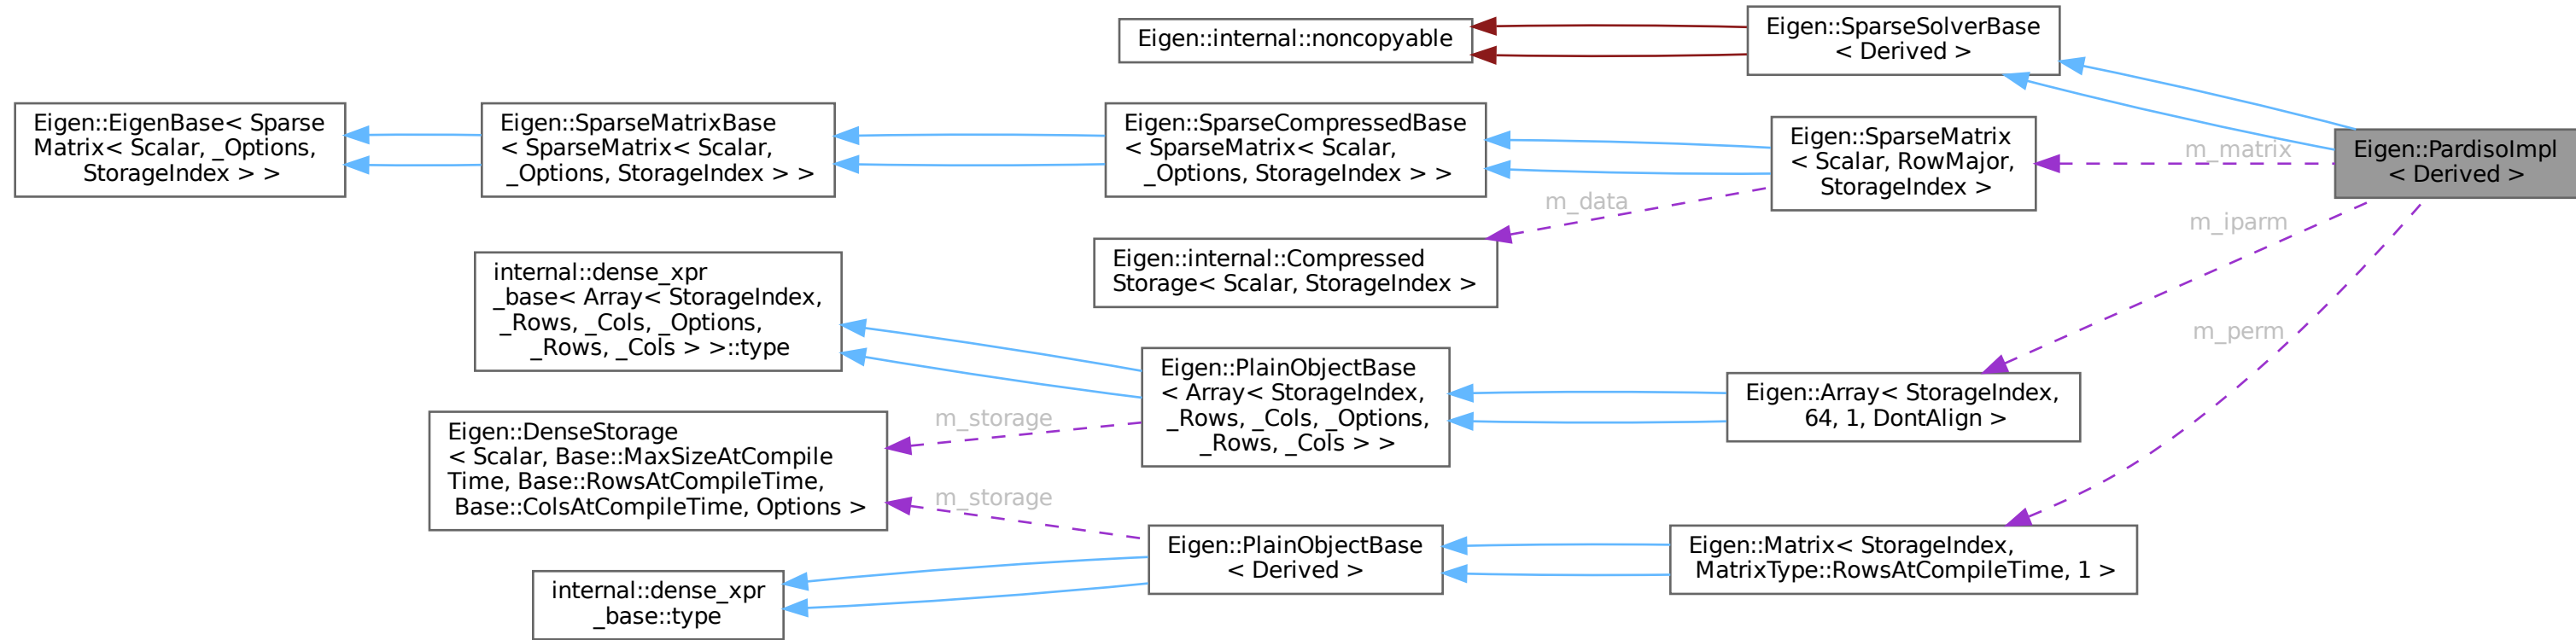 Eigen::internal::noncopyable
Eigen::SparseSolverBase
< Derived >
Eigen::EigenBase< Sparse
Matrix< Scalar, _Options,
StorageIndex > >
Eigen::SparseMatrixBase
< SparseMatrix< Scalar,
_Options, StorageIndex > >
Eigen::SparseCompressedBase
< SparseMatrix< Scalar,
_Options, StorageIndex > >
Eigen::SparseMatrix
< Scalar, RowMajor,
StorageIndex >
m_matrix
Eigen::PardisoImpl
< Derived >
m_data
m_iparm
Eigen::internal::Compressed
Storage< Scalar, StorageIndex >
internal::dense_xpr
_base< Array< StorageIndex,
_Rows, _Cols, _Options,
_Rows, _Cols > >::type
m_perm
Eigen::PlainObjectBase
< Array< StorageIndex,
_Rows, _Cols, _Options,
_Rows, _Cols > >
Eigen::Array< StorageIndex,
64, 1, DontAlign >
m_storage
Eigen::DenseStorage
< Scalar, Base::MaxSizeAtCompile
Time, Base::RowsAtCompileTime,
Base::ColsAtCompileTime, Options >
m_storage
Eigen::PlainObjectBase
< Derived >
Eigen::Matrix< StorageIndex,
MatrixType::RowsAtCompileTime, 1 >
internal::dense_xpr
_base::type